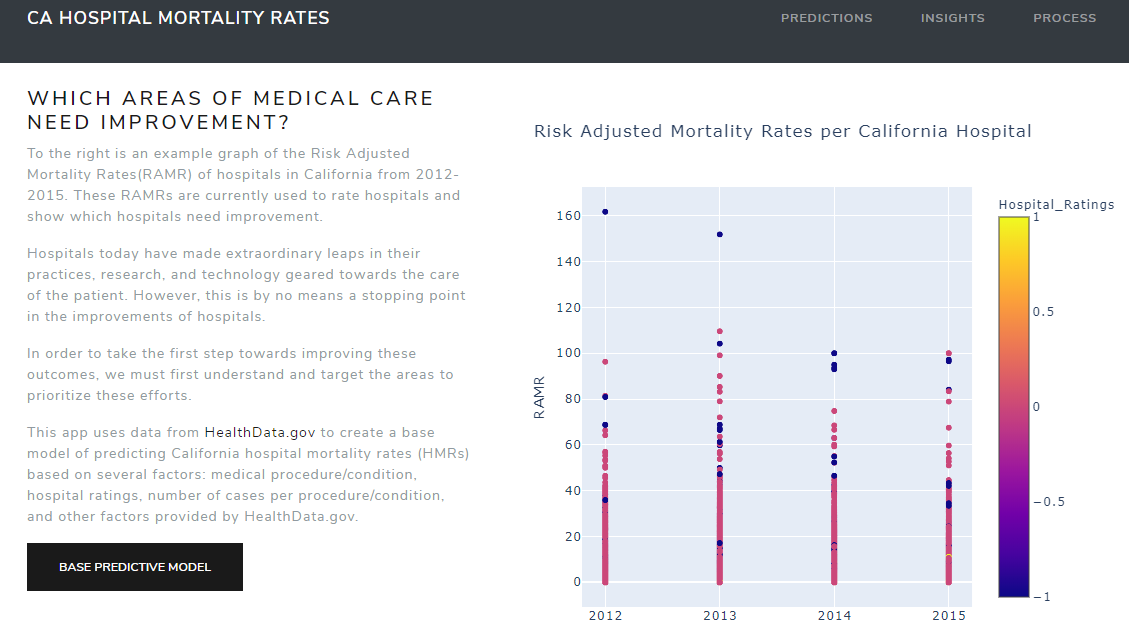 CA HOSPITAL MORTALITY RATES
PREDICTIONS
INSIGHTS
PROCESS
WHICH AREAS OF MEDICAL CARE
NEED IMPROVEMENT?
To the right is an example graph of the Risk Adjusted
Mortality Rates(RAMR) of hospitals in California from 2012-
2015. These RAMRs are currently used to rate hospitals and
show which hospitals need improvement.
Hospitals today have made extraordinary leaps in their
practices, research, and technology geared towards the care
of the patient. However, this is by no means a stopping point
in the improvements of hospitals.
In order to take the first step towards improving these
outcomes, we must first understand and target the areas to
prioritize these efforts.
This app uses data from HealthData.gov to create a base
model of predicting California hospital mortality rates (HMRs)
based on several factors: medical procedure/condition,
hospital ratings, number of cases per procedure/condition,
and other factors provided by HealthData.gov.
BASE PREDICTIVE MODEL
Risk Adjusted Mortality Rates per California Hospital
RAMR
160
140
120
100
80
60
40
20
0
2012
2013
2014
2015
Hospital_Ratings
1
0.5
0
−0.5
−1